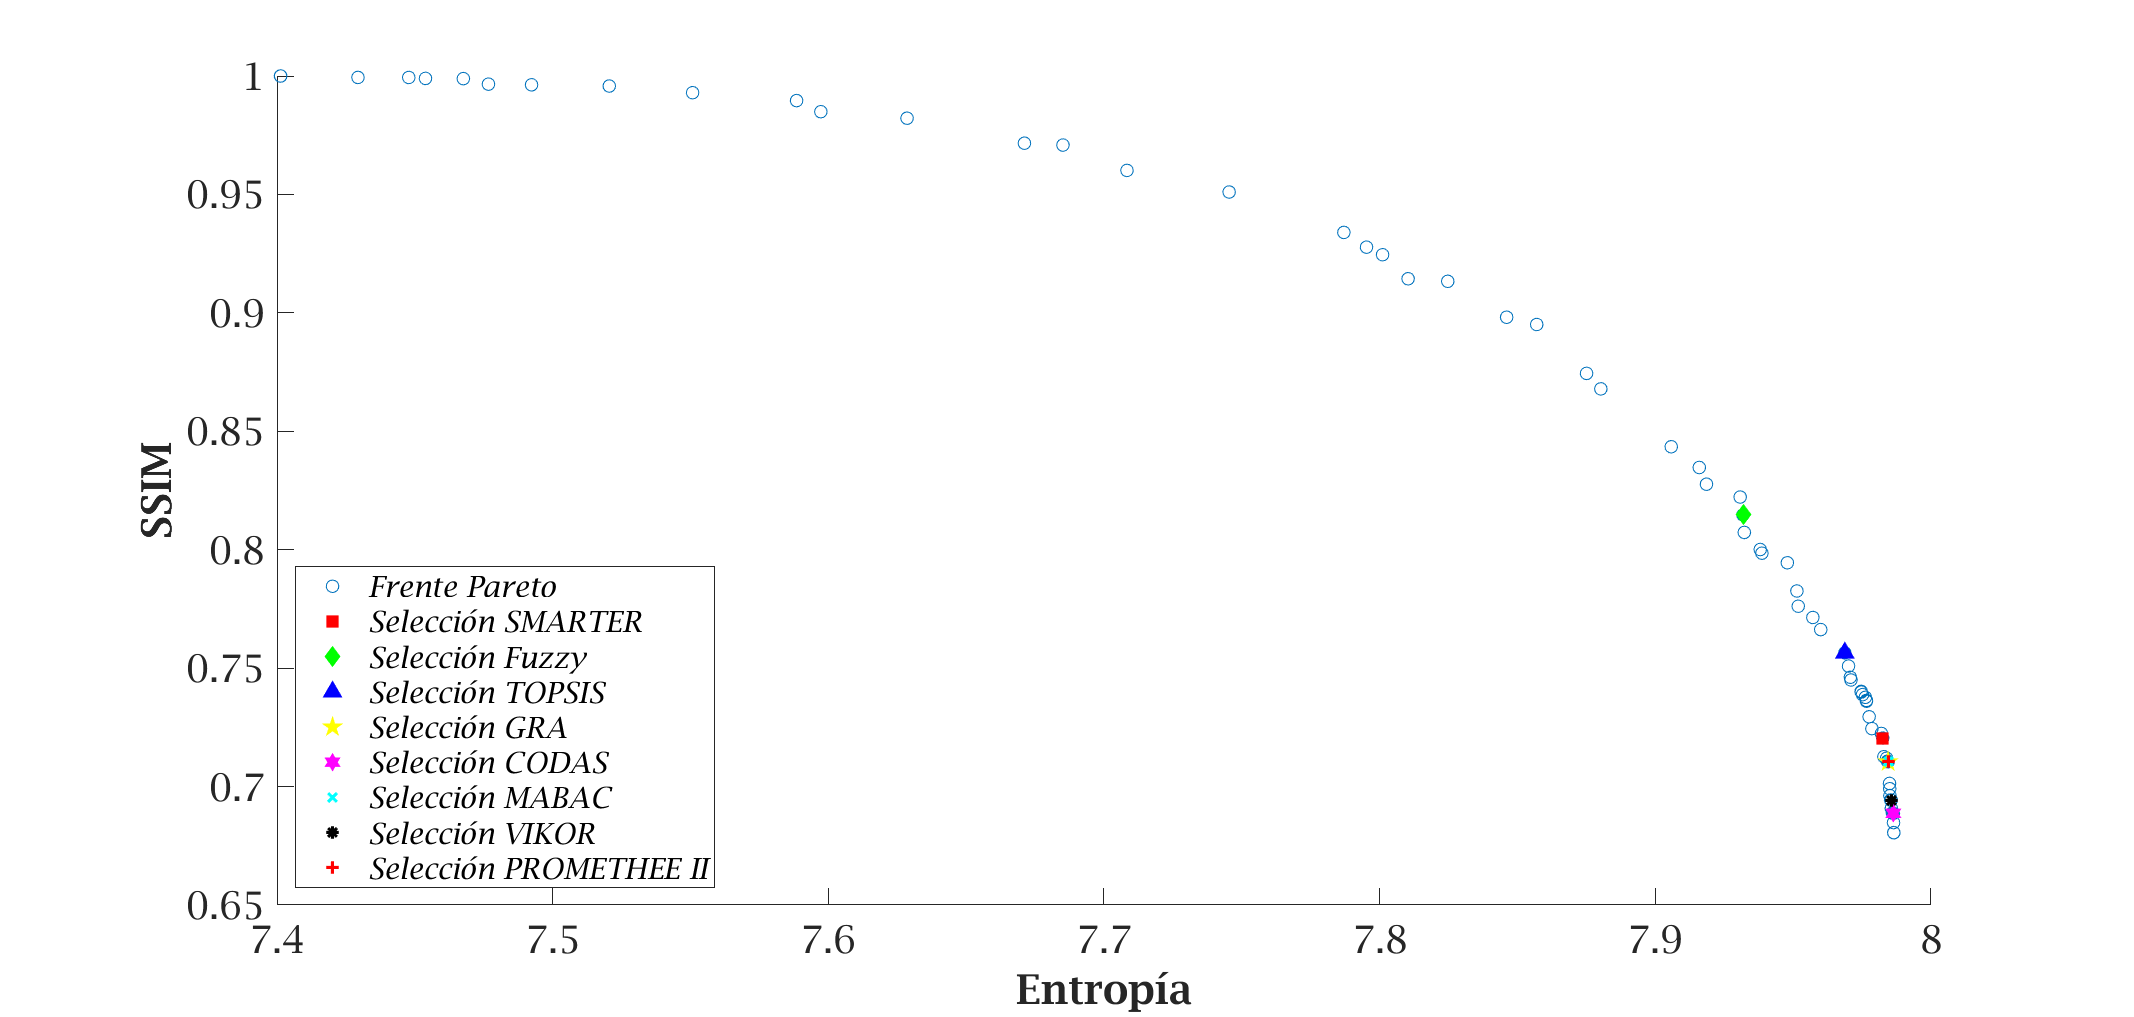 1
0.95
0.9
0.85
0.8
0.75
0.7
0.65
SSIM
Frente Pareto
Selección SMARTER
Selección Fuzzy
Selección TOPSIS
Selección GRA
Selección CODAS
Selección MABAC
Selección VIKOR
Selección PROMETHEE II
7.4 7.5 7.6 7.7 7.8 7.9 8
Entropía